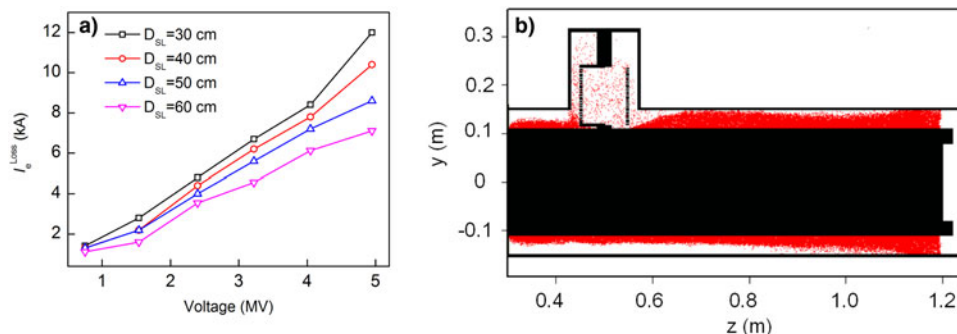 a)
D_SL=30 cm
D_SL=40 cm
D_SL=50 cm
D_SL=60 cm
12
10
8
6
4
2
I_e^Loss (kA)
1 2 3 4 5
Voltage (MV)
b)
0.3
0.2
0.1
0
-0.1
y (m)
0.4 0.6 0.8 1.0 1.2
z (m)